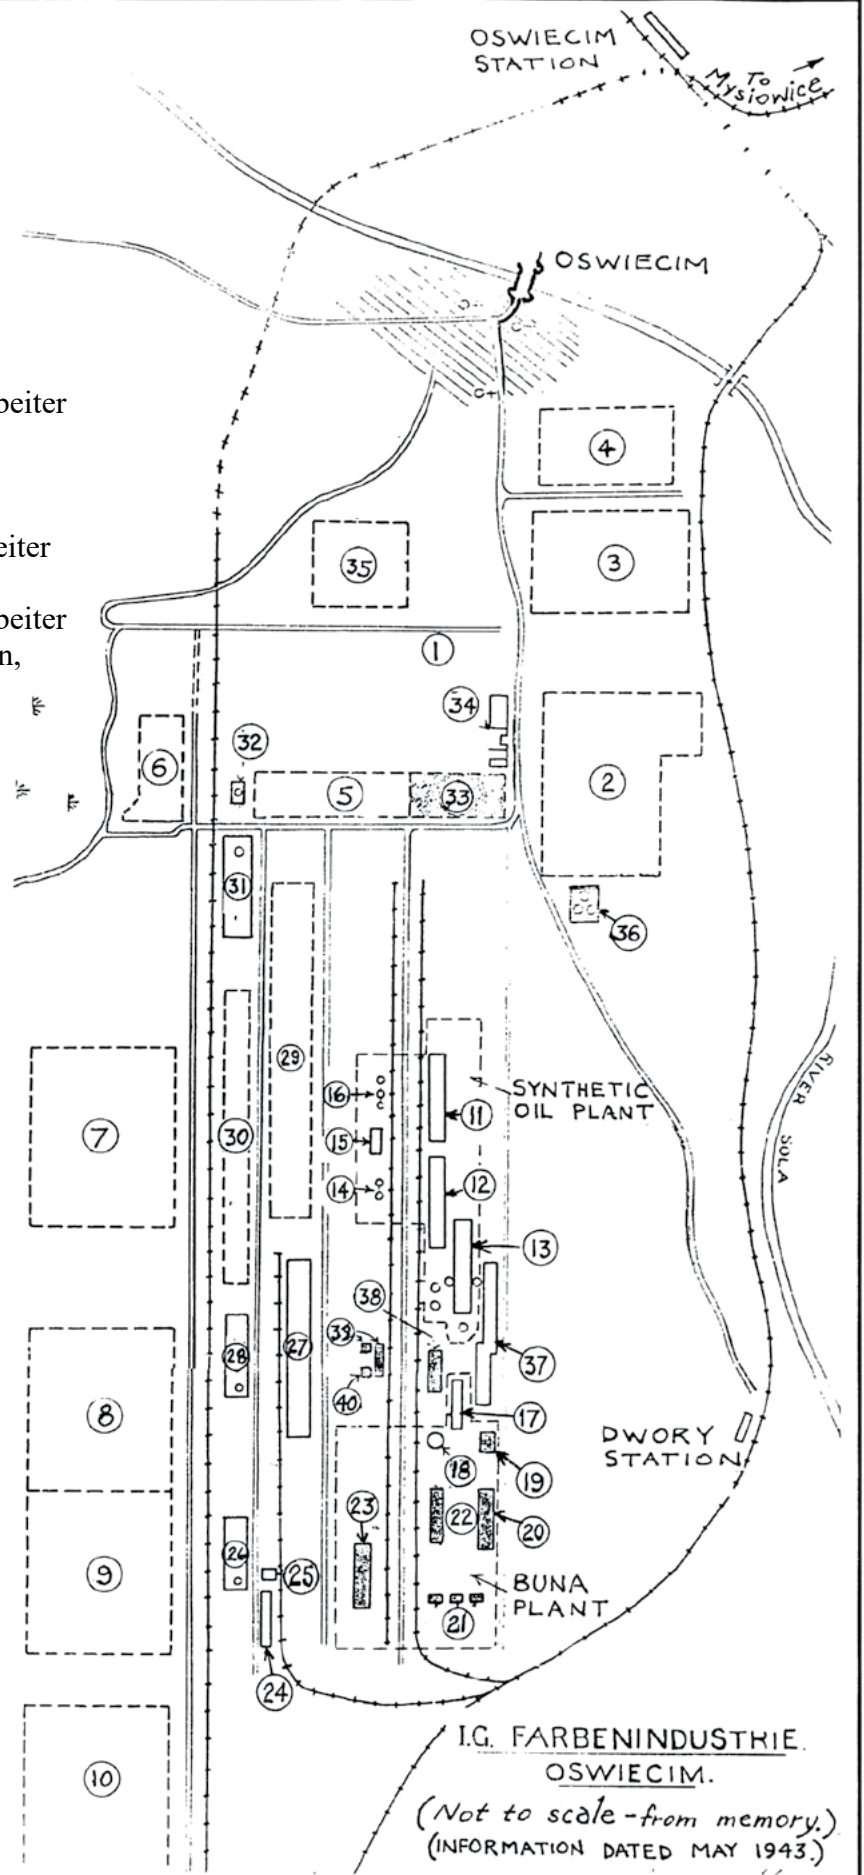 OSWIECIM
STATION
To
Mysiowice
OSWIECIM
beiter
4
3
35
eiter
beiter
1
n,
34
32
6
5
33
2
31
36
29
SYNTHETIC
OIL PLANT
16
11
RIVER SOLA
7
30
15
14
12
13
38
39
28
27
37
40
8
17
DWORY
STATION
18
19
23
22
20
26
9
25
BUNA
PLANT
21
24
I.G. FARBENINDUSTRIE.
OSWIECIM.
10
(Not to scale - from memory.)
(INFORMATION DATED MAY 1943.)